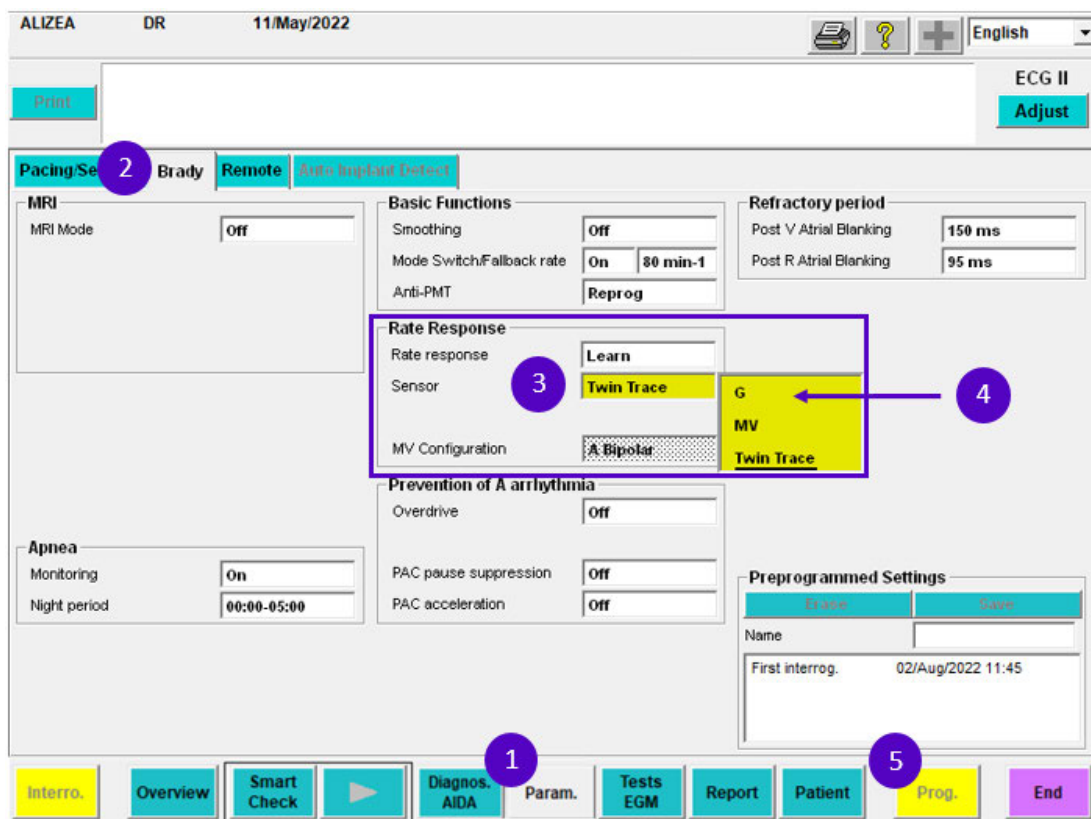 ALIZEA DR 11/May/2022
English
Print
ECG II
Adjust
Pacing/Se 2 Brady Remote Auto Implant Detect
MRI
MRI Mode Off
Basic Functions
Smoothing Off
Mode Switch/Fallback rate On 80 min-1
Anti-PMT Reprog
Refractory period
Post V Atrial Blanking 150 ms
Post R Atrial Blanking 95 ms
Rate Response
Rate response Learn
Sensor 3 Twin Trace
G 4
MV
Twin Trace
MV Configuration A Bipolar
Prevention of A arrhythmia
Overdrive Off
PAC pause suppression Off
PAC acceleration Off
Apnea
Monitoring On
Night period 00:00-05:00
Preprogrammed Settings
Erase Save
Name
First interrog. 02/Aug/2022 11:45
1 5
Interro. Overview Smart Check Diagnos. AIDA Param. Tests EGM Report Patient Prog. End